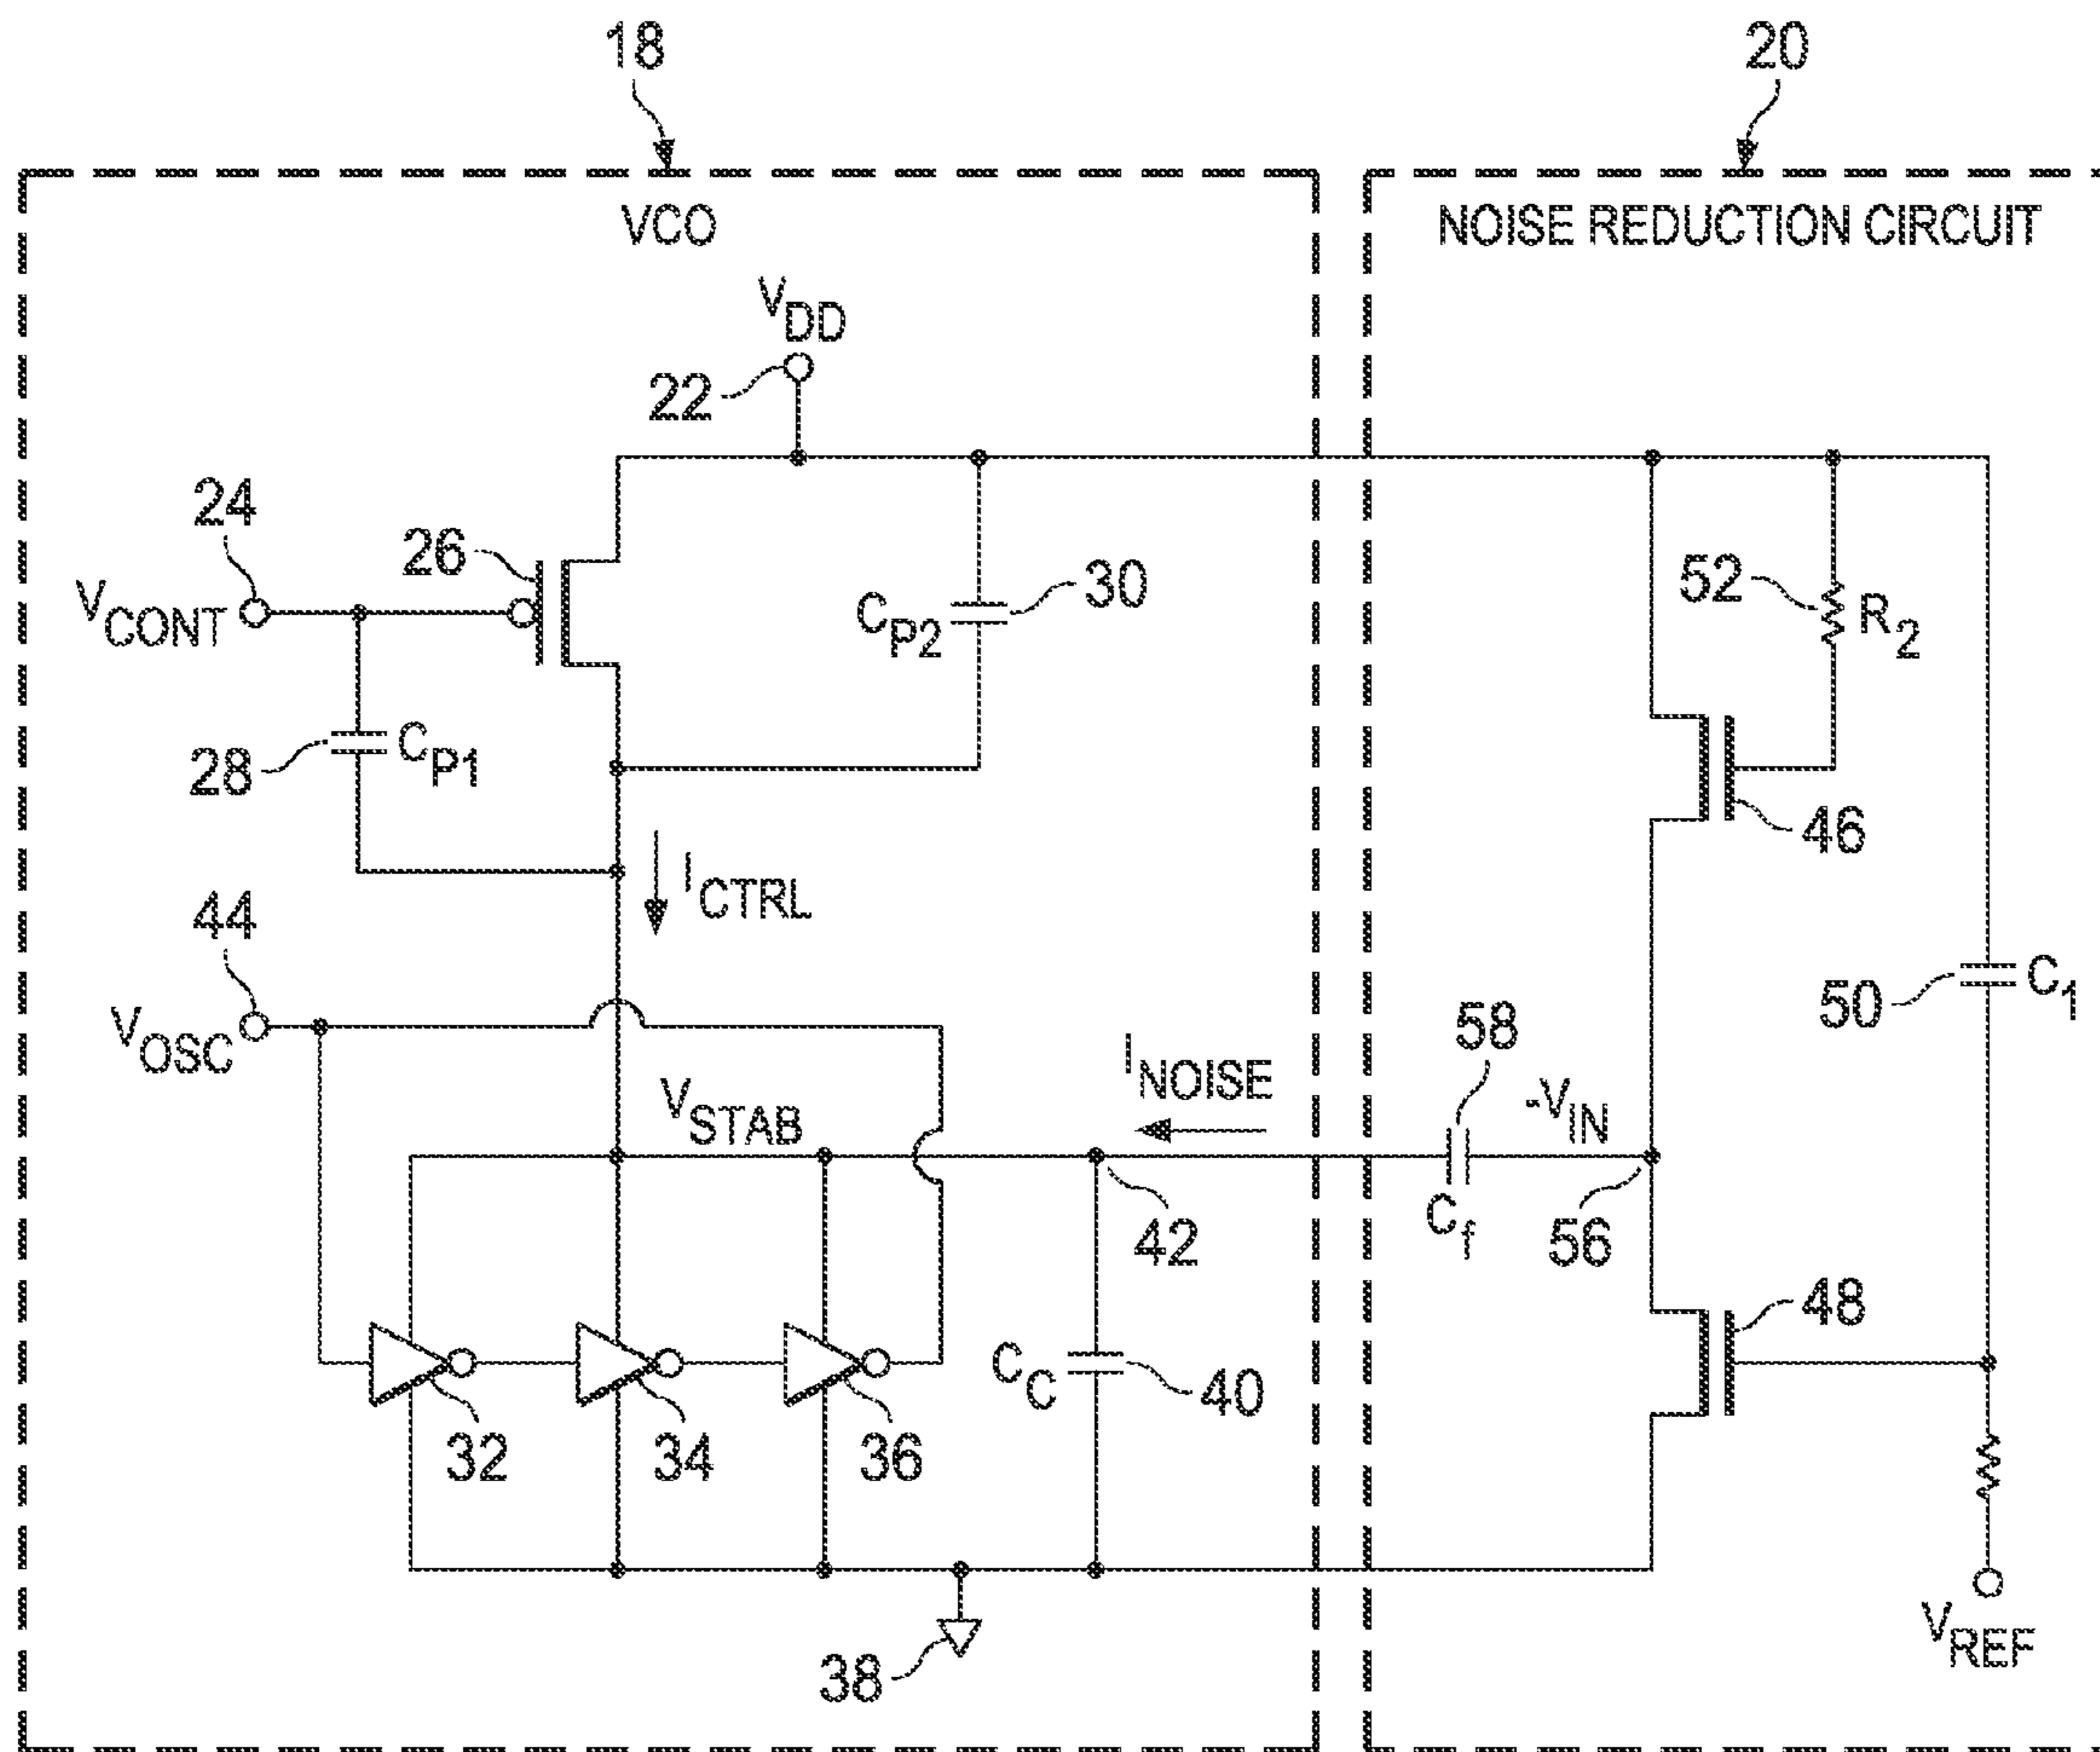 18
20
VCO
NOISE REDUCTION CIRCUIT
VDD
22
24
26
VCONT
CP2
30
52
R2
28
CP1
46
ICTRL
44
VOSC
50
C1
58
INOISE
-VIN
VSTAB
42
Cf
56
48
CC
40
32
34
36
38
VREF